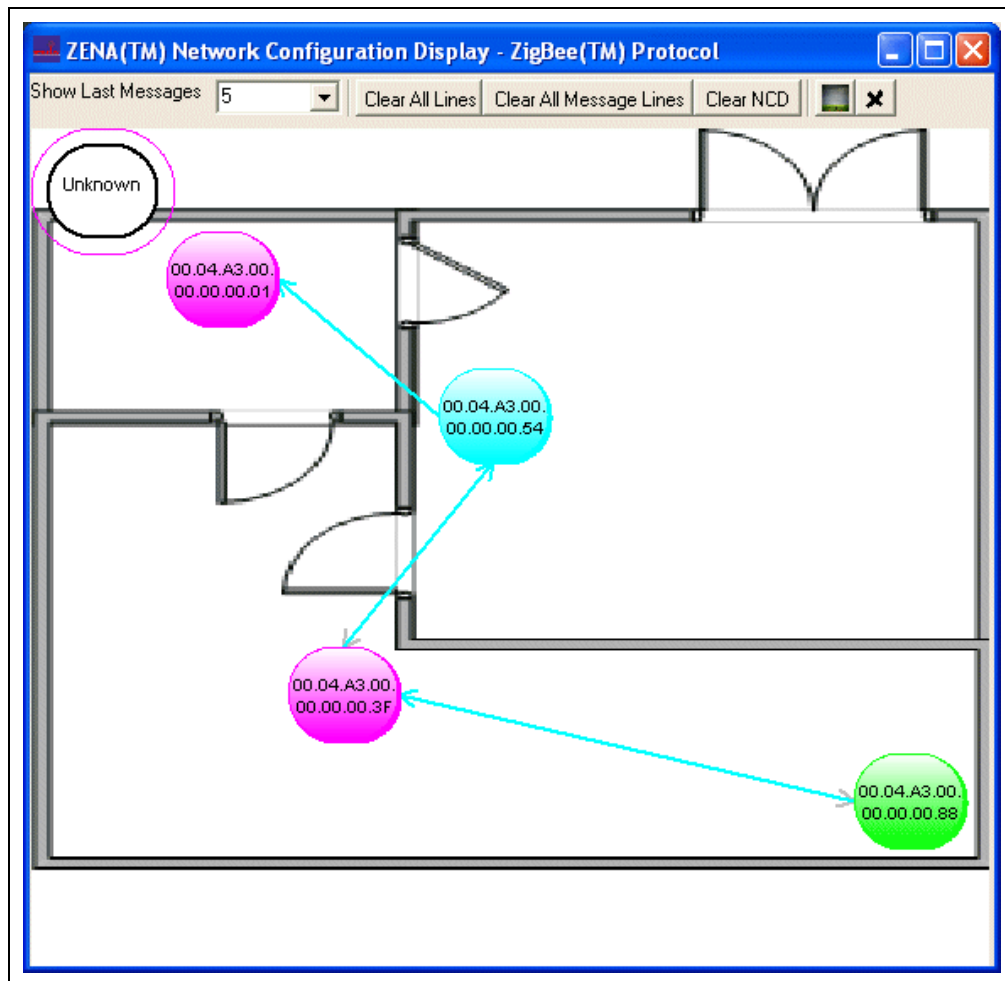 ZENA(TM) Network Configuration Display - ZigBee(TM) Protocol
Show Last Messages 5 Clear All Lines Clear All Message Lines Clear NCD
Unknown
00.04.A3.00.
00.00.00.01
00.04.A3.00.
00.00.00.54
00.04.A3.00.
00.00.00.3F
00.04.A3.00.
00.00.00.88